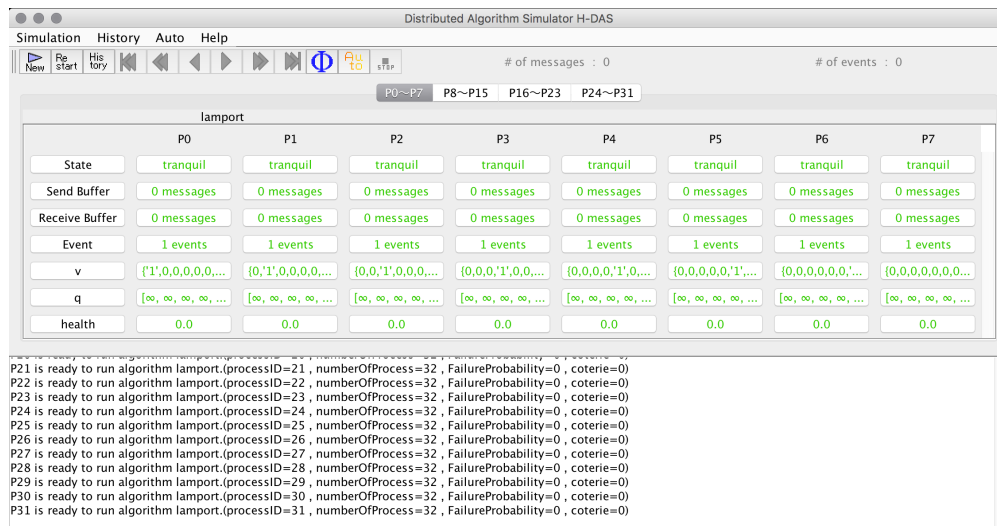 Distributed Algorithm Simulator H-DAS
Simulation History Auto Help
New Re start His tory Φ Au to STOP # of messages : 0 # of events : 0
P0~P7 P8~P15 P16~P23 P24~P31
lamport
P0 P1 P2 P3 P4 P5 P6 P7
State tranquil tranquil tranquil tranquil tranquil tranquil tranquil tranquil
Send Buffer 0 messages 0 messages 0 messages 0 messages 0 messages 0 messages 0 messages 0 messages
Receive Buffer 0 messages 0 messages 0 messages 0 messages 0 messages 0 messages 0 messages 0 messages
Event 1 events 1 events 1 events 1 events 1 events 1 events 1 events 1 events
v {'1',0,0,0,0,0,... {0,'1',0,0,0,0,... {0,0,'1',0,0,0,... {0,0,0,'1',0,0,... {0,0,0,0,'1',0,... {0,0,0,0,0,'1',... {0,0,0,0,0,0,'... {0,0,0,0,0,0,0,...
q [∞, ∞, ∞, ∞, ... [∞, ∞, ∞, ∞, ... [∞, ∞, ∞, ∞, ... [∞, ∞, ∞, ∞, ... [∞, ∞, ∞, ∞, ... [∞, ∞, ∞, ∞, ... [∞, ∞, ∞, ∞, ... [∞, ∞, ∞, ∞, ...
health 0.0 0.0 0.0 0.0 0.0 0.0 0.0 0.0
P21 is ready to run algorithm lamport.(processID=21 , numberOfProcess=32 , FailureProbability=0 , coterie=0)
P22 is ready to run algorithm lamport.(processID=22 , numberOfProcess=32 , FailureProbability=0 , coterie=0)
P23 is ready to run algorithm lamport.(processID=23 , numberOfProcess=32 , FailureProbability=0 , coterie=0)
P24 is ready to run algorithm lamport.(processID=24 , numberOfProcess=32 , FailureProbability=0 , coterie=0)
P25 is ready to run algorithm lamport.(processID=25 , numberOfProcess=32 , FailureProbability=0 , coterie=0)
P26 is ready to run algorithm lamport.(processID=26 , numberOfProcess=32 , FailureProbability=0 , coterie=0)
P27 is ready to run algorithm lamport.(processID=27 , numberOfProcess=32 , FailureProbability=0 , coterie=0)
P28 is ready to run algorithm lamport.(processID=28 , numberOfProcess=32 , FailureProbability=0 , coterie=0)
P29 is ready to run algorithm lamport.(processID=29 , numberOfProcess=32 , FailureProbability=0 , coterie=0)
P30 is ready to run algorithm lamport.(processID=30 , numberOfProcess=32 , FailureProbability=0 , coterie=0)
P31 is ready to run algorithm lamport.(processID=31 , numberOfProcess=32 , FailureProbability=0 , coterie=0)